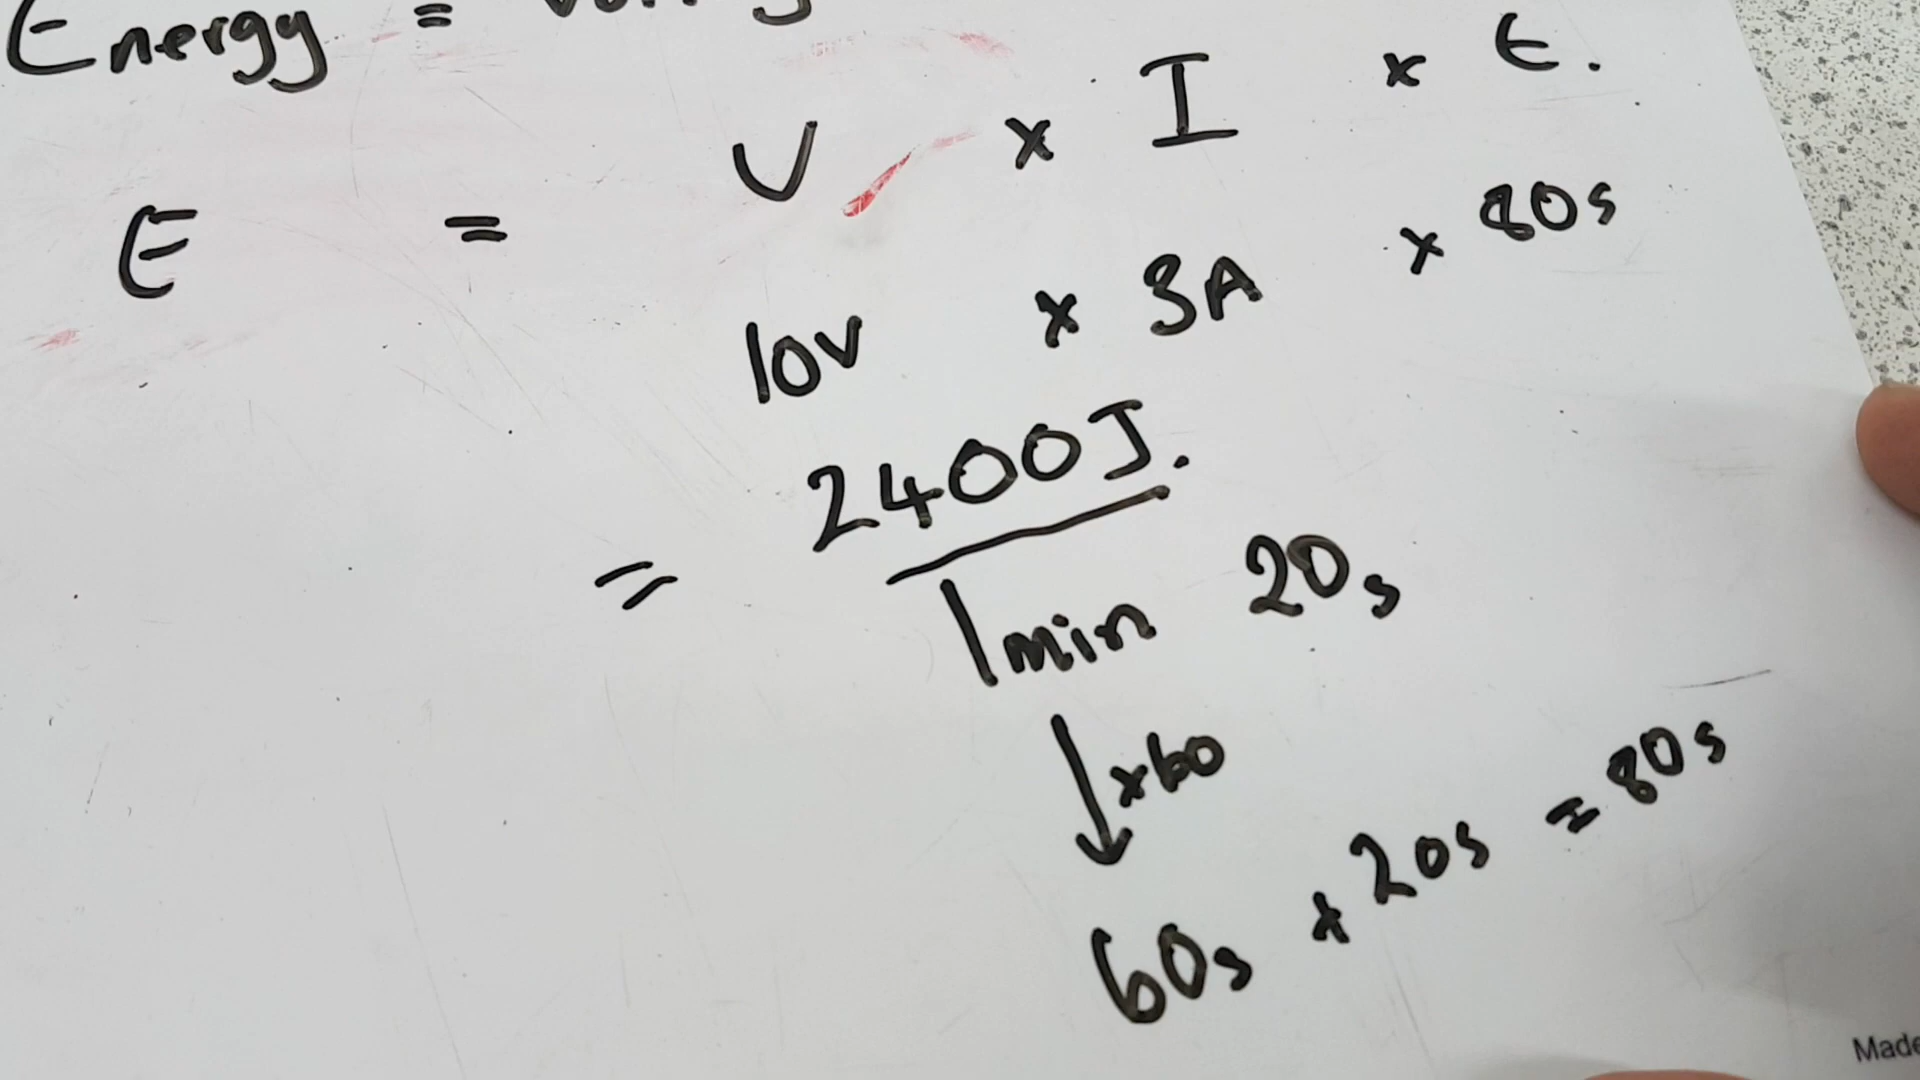 Energy =
V × I × t.
E =
10V × 3A × 80s
= 2400J.
1min 20s
↓×60
60s + 20s = 80s
Made